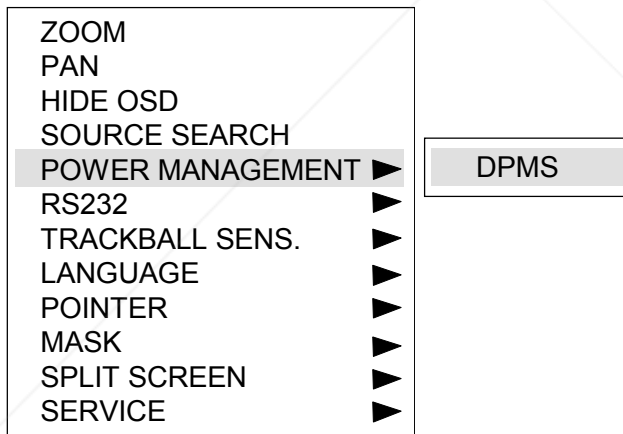 ZOOM
PAN
HIDE OSD
SOURCE SEARCH
POWER MANAGEMENT
DPMS
RS232
TRACKBALL SENS.
LANGUAGE
POINTER
MASK
SPLIT SCREEN
SERVICE